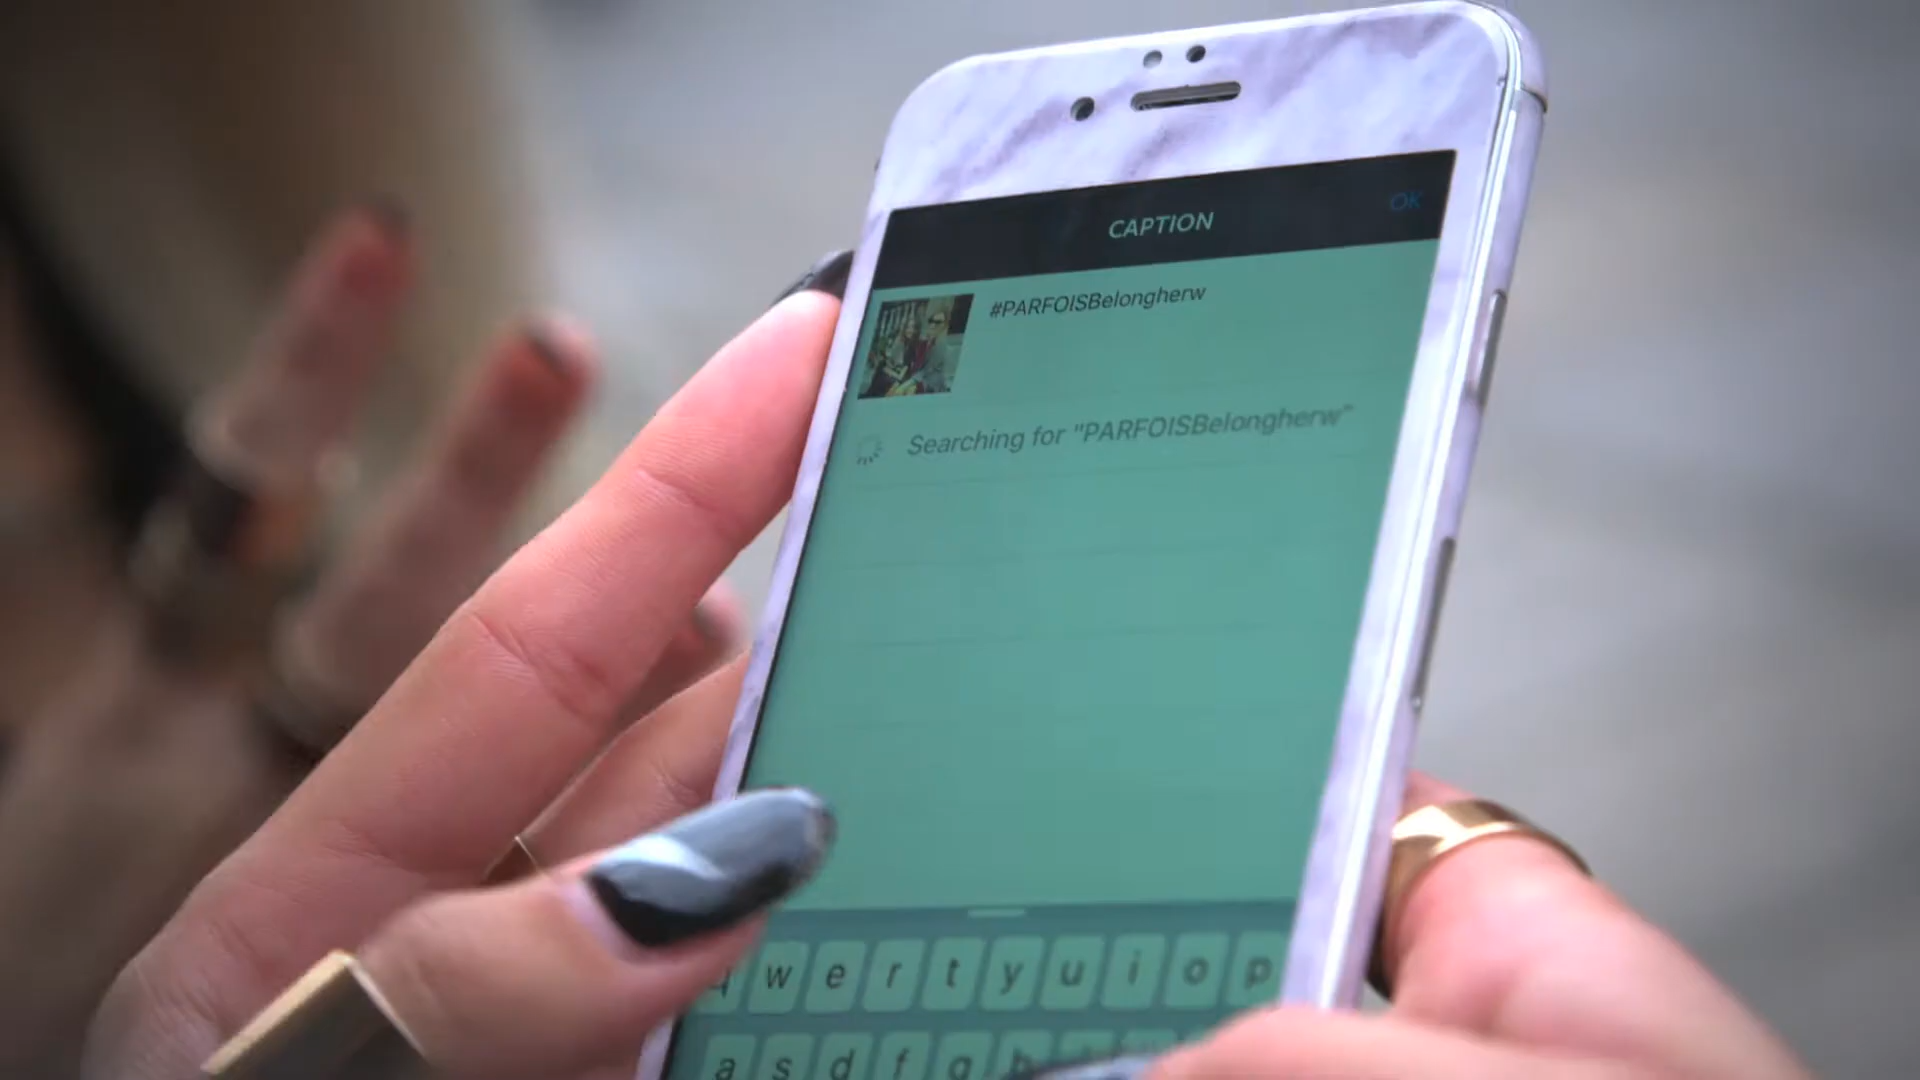 CAPTION OK
#PARFOISBelongherw
Searching for "PARFOISBelongherw"
w e r t y u i o p
a s d f g